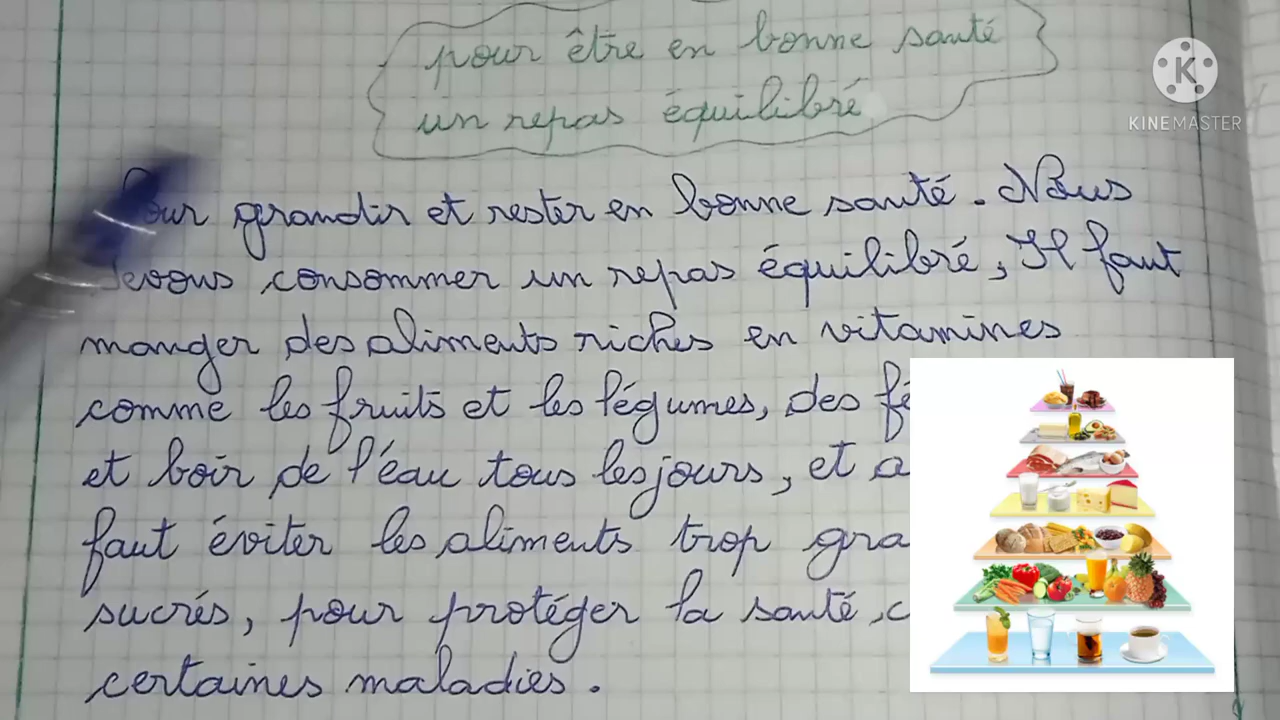 pour être en bonne santé
un repas équilibré
KINEMASTER
Pour grandir et rester en bonne santé. Nous
devons consommer un repas équilibré, Il faut
manger des aliments riches en vitamines
comme les fruits et les légumes, des
et boir de l'éau tous les jours, et
faut éviter les aliments trop
sucrés, pour protéger la santé,
certaines maladies.